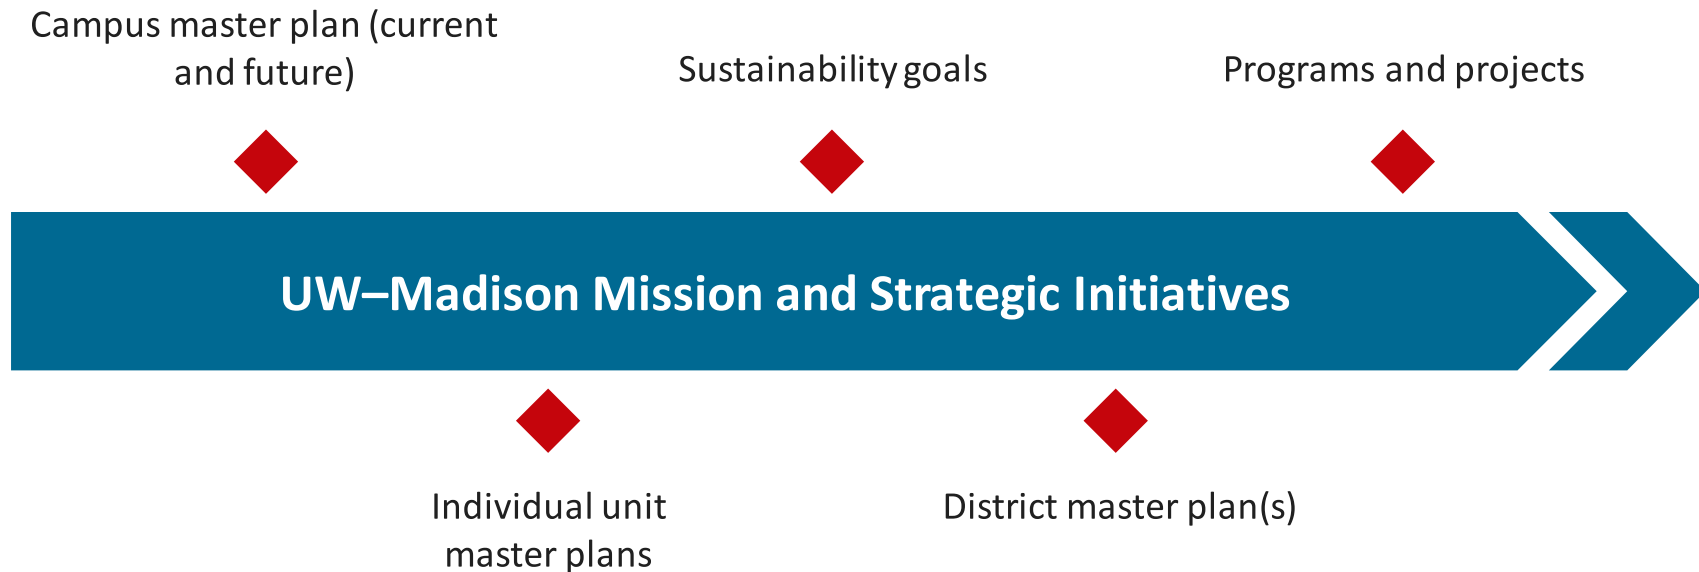 Campus master plan (current
and future)
Sustainability goals
Programs and projects
UW–Madison Mission and Strategic Initiatives
Individual unit
master plans
District master plan(s)